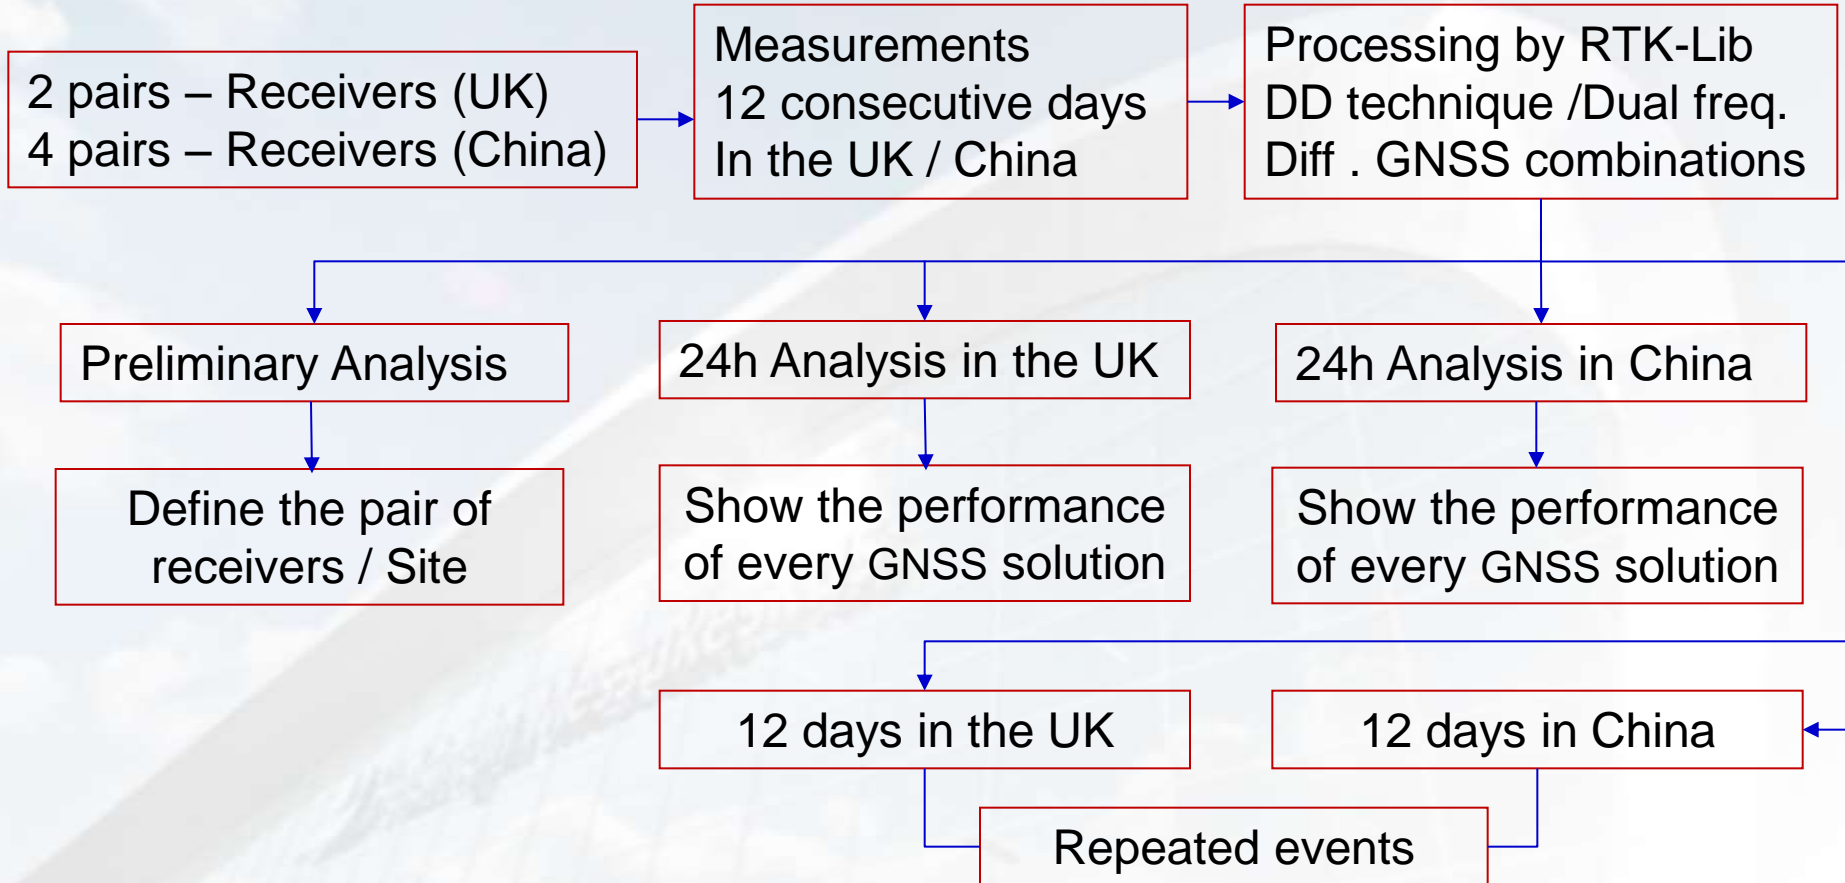 2 pairs – Receivers (UK)
4 pairs – Receivers (China)
Measurements
12 consecutive days
In the UK / China
Processing by RTK-Lib
DD technique /Dual freq.
Diff . GNSS combinations
Preliminary Analysis
24h Analysis in the UK
24h Analysis in China
Define the pair of
receivers / Site
Show the performance
of every GNSS solution
Show the performance
of every GNSS solution
12 days in the UK
12 days in China
Repeated events